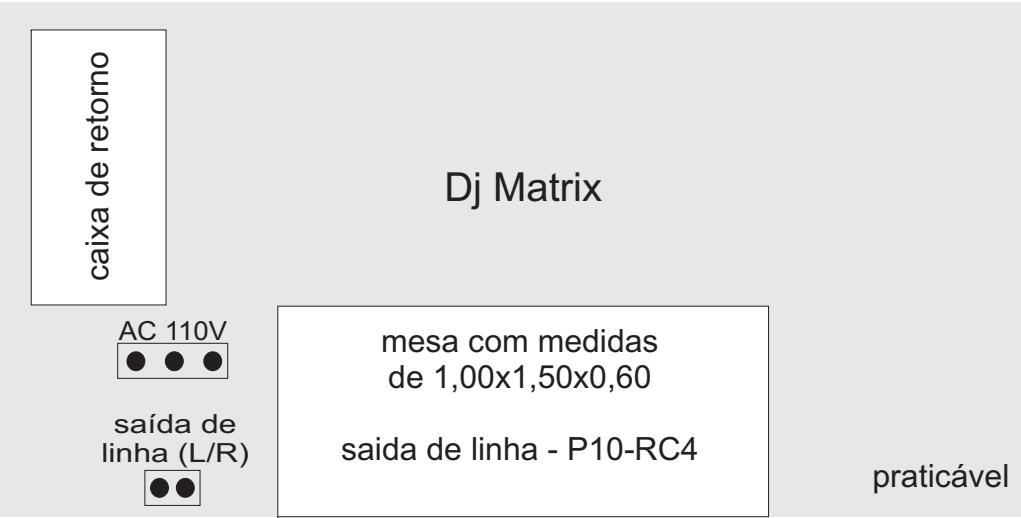 caixa de retorno
Dj Matrix
AC 110V
mesa com medidas
de 1,00x1,50x0,60
saída de
linha (L/R)
saida de linha - P10-RC4
praticável